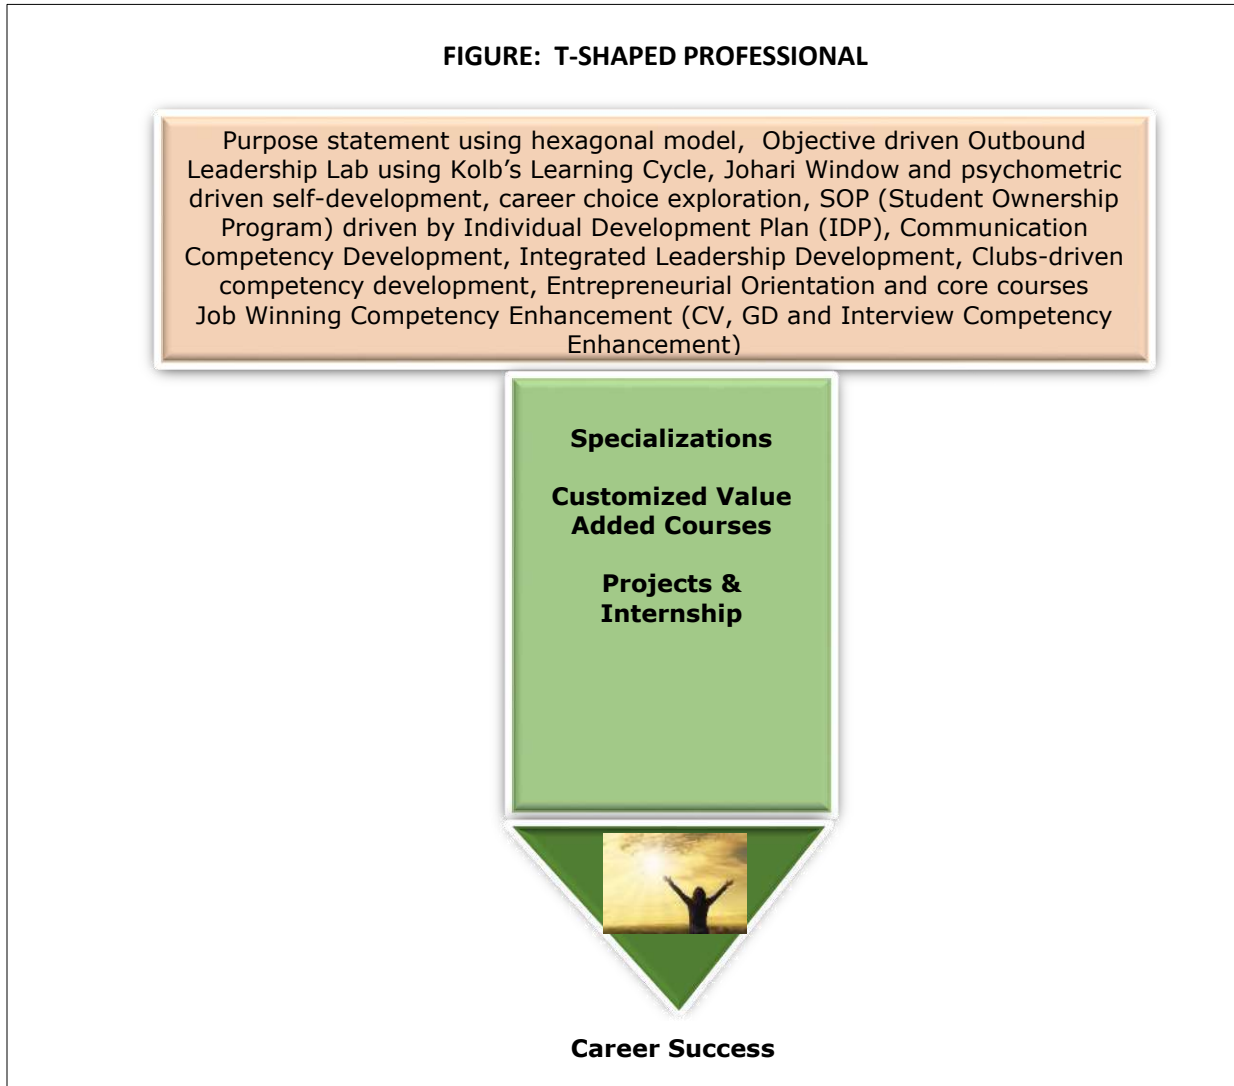 FIGURE:  T-SHAPED PROFESSIONAL
Purpose statement using hexagonal model,  Objective driven Outbound
Leadership Lab using Kolb’s Learning Cycle, Johari Window and psychometric
driven self-development, career choice exploration, SOP (Student Ownership
Program) driven by Individual Development Plan (IDP), Communication
Competency Development, Integrated Leadership Development, Clubs-driven
competency development, Entrepreneurial Orientation and core courses
Job Winning Competency Enhancement (CV, GD and Interview Competency
Enhancement)
Specializations
Customized Value
Added Courses
Projects &
Internship
Career Success